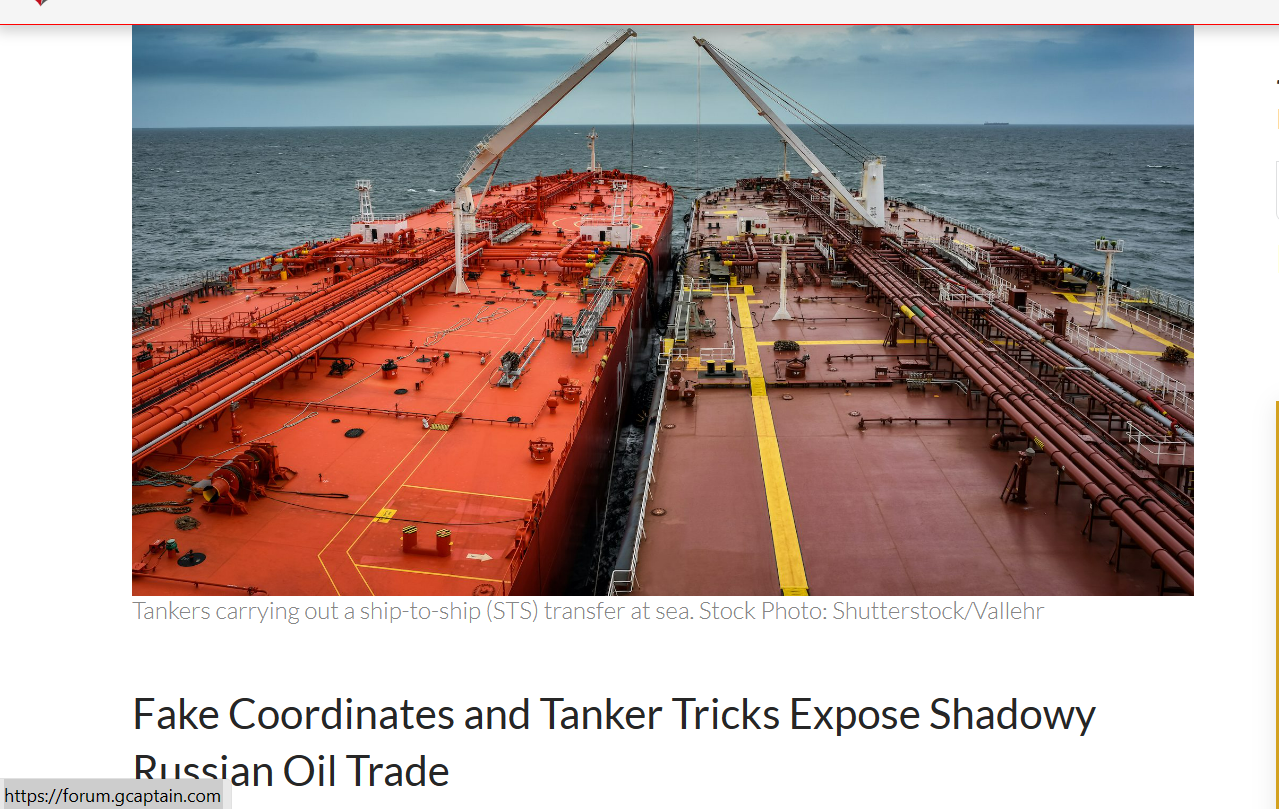 Tankers carrying out a ship-to-ship (STS) transfer at sea. Stock Photo: Shutterstock/Vallehr
Fake Coordinates and Tanker Tricks Expose Shadowy
Russian Oil Trade
https://forum.gcaptain.com